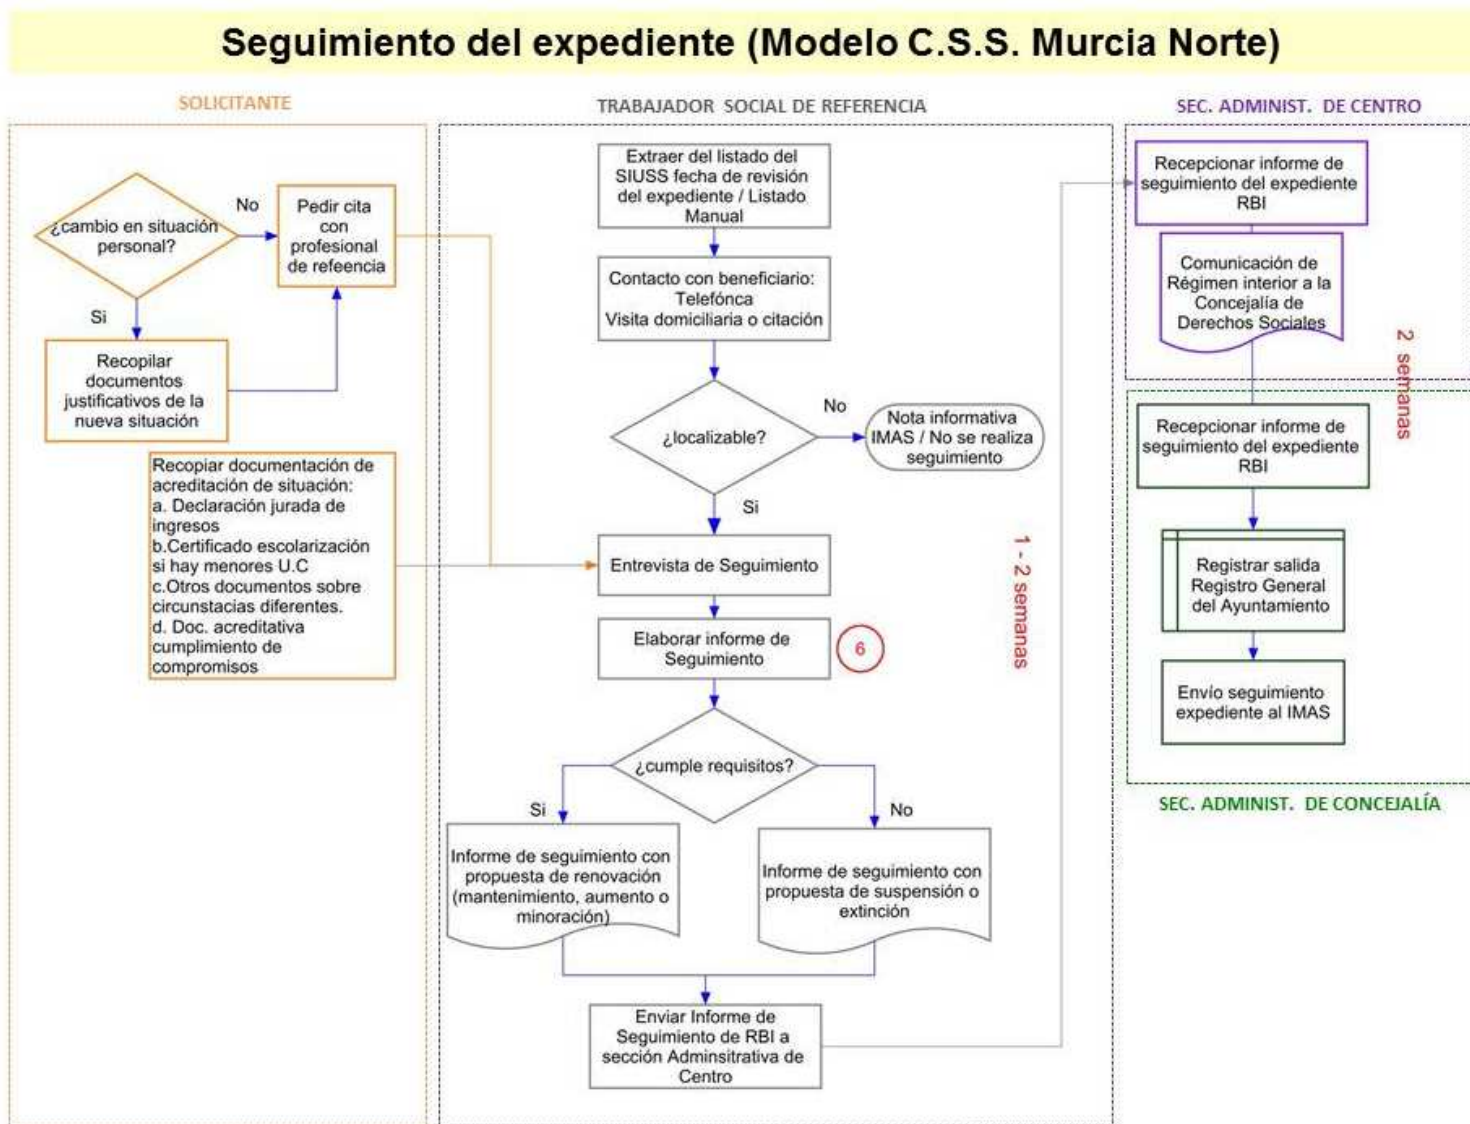 Seguimiento del expediente (Modelo C.S.S. Murcia Norte)
SOLICITANTE
¿cambio en situación
personal?
No
Pedir cita
con
profesional
de refeencia
Si
Recopilar
documentos
justificativos de la
nueva situación
Recopiar documentación de
acreditación de situación:
a. Declaración jurada de
ingresos
b.Certificado escolarización
si hay menores U.C
c.Otros documentos sobre
circunstacias diferentes.
d. Doc. acreditativa
cumplimiento de
compromisos
TRABAJADOR SOCIAL DE REFERENCIA
Extraer del listado del
SIUSS fecha de revisión
del expediente / Listado
Manual
Contacto con beneficiario:
Telefónca
Visita domiciliaria o citación
¿localizable?
No
Nota informativa
IMAS / No se realiza
seguimiento
Si
Entrevista de Seguimiento
Elaborar informe de
Seguimiento
6
1 - 2 semanas
¿cumple requisitos?
Si
No
Informe de seguimiento con
propuesta de renovación
(mantenimiento, aumento o
minoración)
Informe de seguimiento con
propuesta de suspensión o
extinción
Enviar Informe de
Seguimiento de RBI a
sección Adminsitrativa de
Centro
SEC. ADMINIST. DE CENTRO
Recepcionar informe de
seguimiento del expediente
RBI
Comunicación de
Régimen interior a la
Concejalía de
Derechos Sociales
2 semanas
Recepcionar informe de
seguimiento del expediente
RBI
Registrar salida
Registro General
del Ayuntamiento
Envío seguimiento
expediente al IMAS
SEC. ADMINIST. DE CONCEJALÍA